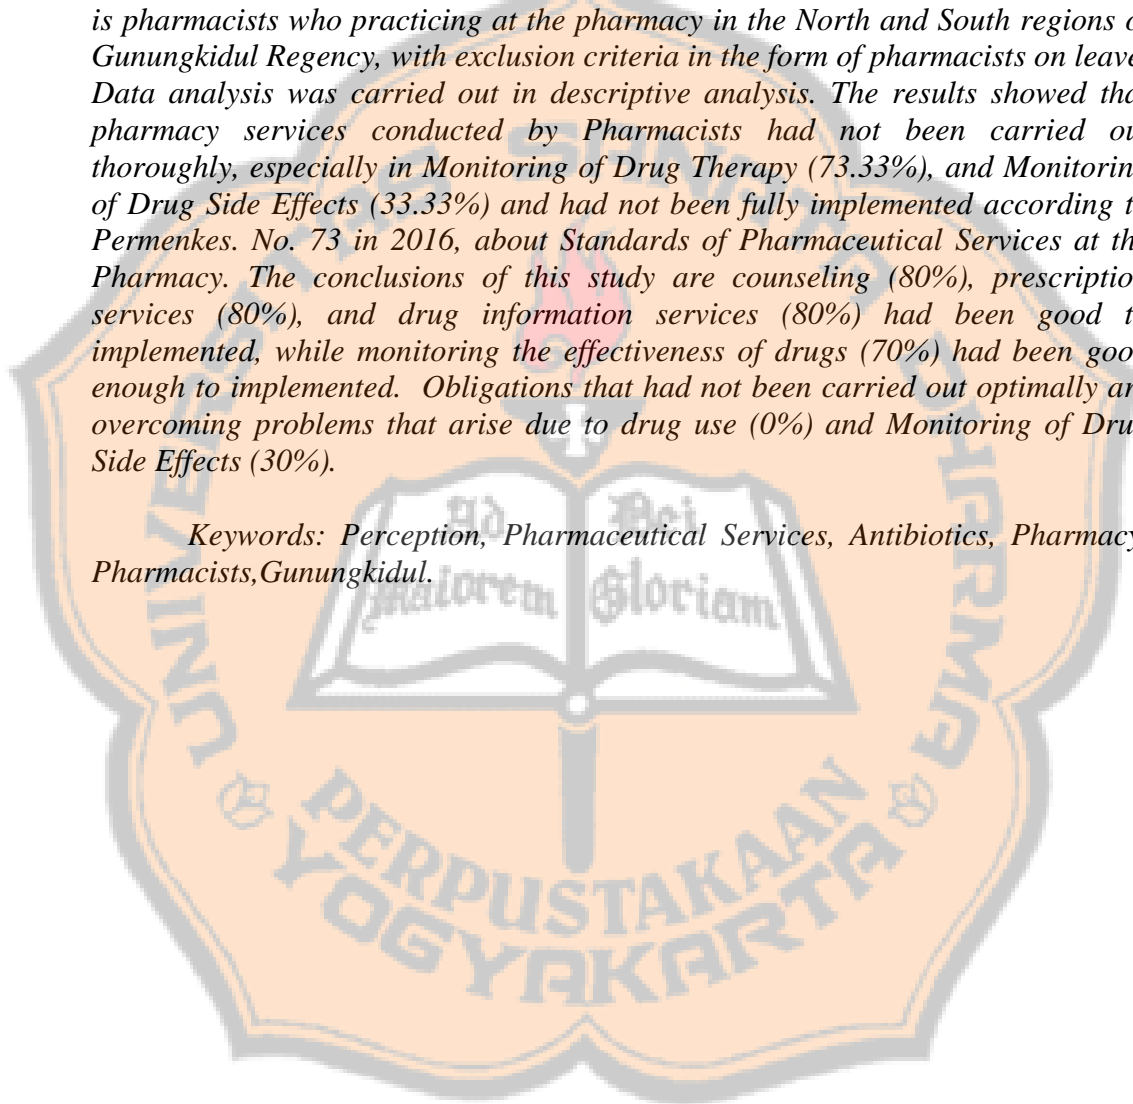 is pharmacists who practicing at the pharmacy in the North and South regions o
Gunungkidul Regency, with exclusion criteria in the form of pharmacists on leave
Data analysis was carried out in descriptive analysis. The results showed tha
pharmacy services conducted by Pharmacists had not been carried ou
thoroughly, especially in Monitoring of Drug Therapy (73.33%), and Monitorin
of Drug Side Effects (33.33%) and had not been fully implemented according t
Permenkes. No. 73 in 2016, about Standards of Pharmaceutical Services at th
Pharmacy. The conclusions of this study are counseling (80%), prescriptio
services (80%), and drug information services (80%) had been good t
implemented, while monitoring the effectiveness of drugs (70%) had been goo
enough to implemented. Obligations that had not been carried out optimally ar
overcoming problems that arise due to drug use (0%) and Monitoring of Dru
Side Effects (30%).
Keywords: Perception, Pharmaceutical Services, Antibiotics, Pharmacy
Pharmacists,Gunungkidul.
UNIVERSITAS SANATA DHARMA
Ad Dei
Maiorem Gloriam
PERPUSTAKAAN
YOGYAKARTA